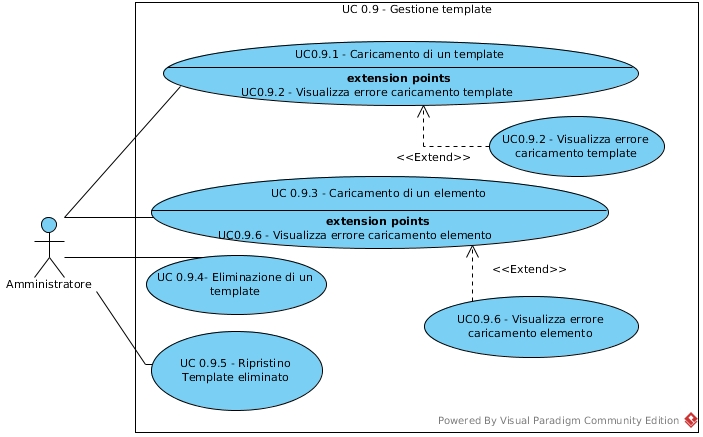 UC 0.9 - Gestione template
UC0.9.1 - Caricamento di un template
extension points
UC0.9.2 - Visualizza errore caricamento template
UC0.9.2 - Visualizza errore
caricamento template
<<Extend>>
UC 0.9.3 - Caricamento di un elemento
extension points
UC0.9.6 - Visualizza errore caricamento elemento
<<Extend>>
Amministratore
UC 0.9.4- Eliminazione di un
template
UC0.9.6 - Visualizza errore
caricamento elemento
UC 0.9.5 - Ripristino
Template eliminato
Powered By Visual Paradigm Community Edition